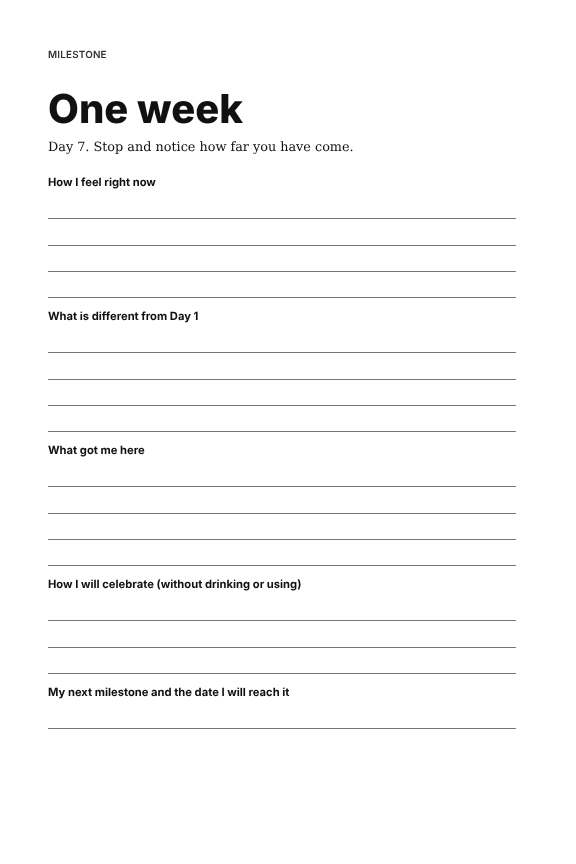 MILESTONE
One week
Day 7. Stop and notice how far you have come.
How I feel right now
What is different from Day 1
What got me here
How I will celebrate (without drinking or using)
My next milestone and the date I will reach it